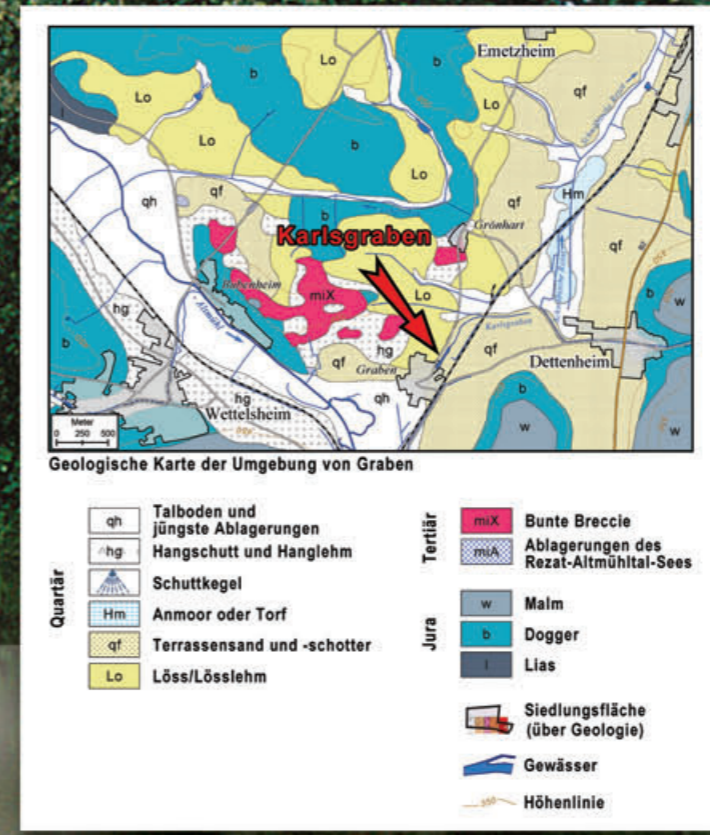 Emetzheim
Lo
b
b
Lo
qf
Lo
b
l
Lo
Lo
qh
qf
Hm
b
Grönhart
Karlsgraben
qf
qf
Bubenheim
Lo
miX
Altmühl
hg
b
w
b
hg
Karlsgraben
qf
qf
Graben
Dettenheim
hg
Wettelsheim
qh
b
w
w
Meter
0 250 500
Geologische Karte der Umgebung von Graben
Quartär
qh Talboden und
jüngste Ablagerungen
hg Hangschutt und Hanglehm
Schuttkegel
Hm Anmoor oder Torf
qf Terrassensand und -schotter
Lo Löss/Lösslehm
Tertiär
miX Bunte Breccie
miA Ablagerungen des
Rezat-Altmühltal-Sees
Jura
w Malm
b Dogger
l Lias
Siedlungsfläche
(über Geologie)
Gewässer
550 Höhenlinie